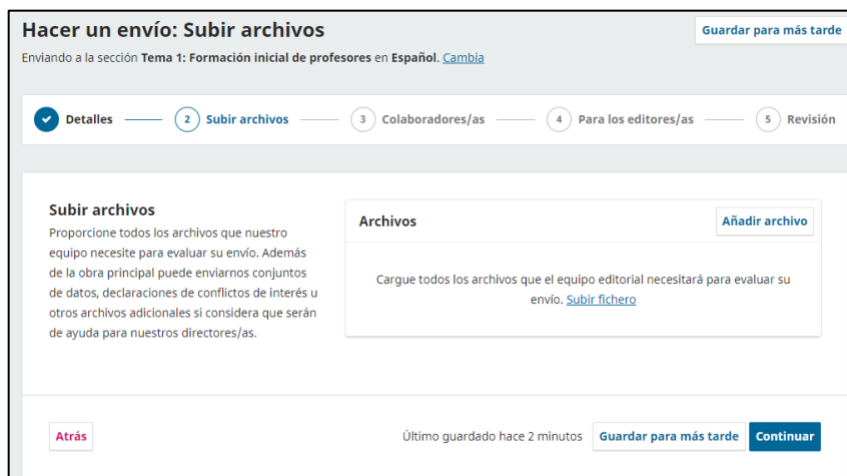 Hacer un envío: Subir archivos
Guardar para más tarde
Enviando a la sección Tema 1: Formación inicial de profesores en Español. Cambia
Detalles
2 Subir archivos
3 Colaboradores/as
4 Para los editores/as
5 Revisión
Subir archivos
Proporcione todos los archivos que nuestro
equipo necesite para evaluar su envío. Además
de la obra principal puede enviarnos conjuntos
de datos, declaraciones de conflictos de interés u
otros archivos adicionales si considera que serán
de ayuda para nuestros directores/as.
Archivos
Añadir archivo
Cargue todos los archivos que el equipo editorial necesitará para evaluar su
envío. Subir fichero
Atrás
Último guardado hace 2 minutos
Guardar para más tarde
Continuar